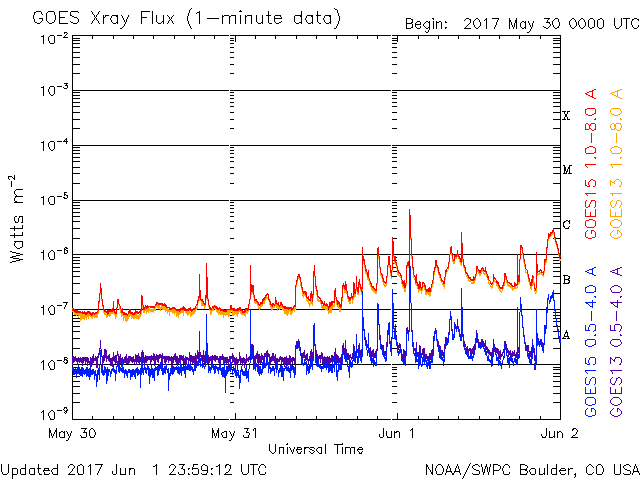 GOES Xray Flux (1-minute data)
Begin: 2017 May 30 0000 UTC
10-2
10-3
10-4
10-5
10-6
10-7
10-8
10-9
Watts m-2
X
M
C
B
A
GOES15 1.0-8.0 A
GOES13 1.0-8.0 A
GOES15 0.5-4.0 A
GOES13 0.5-4.0 A
May 30
May 31
Jun 1
Jun 2
Universal Time
Updated 2017 Jun 1 23:59:12 UTC
NOAA/SWPC Boulder, CO USA